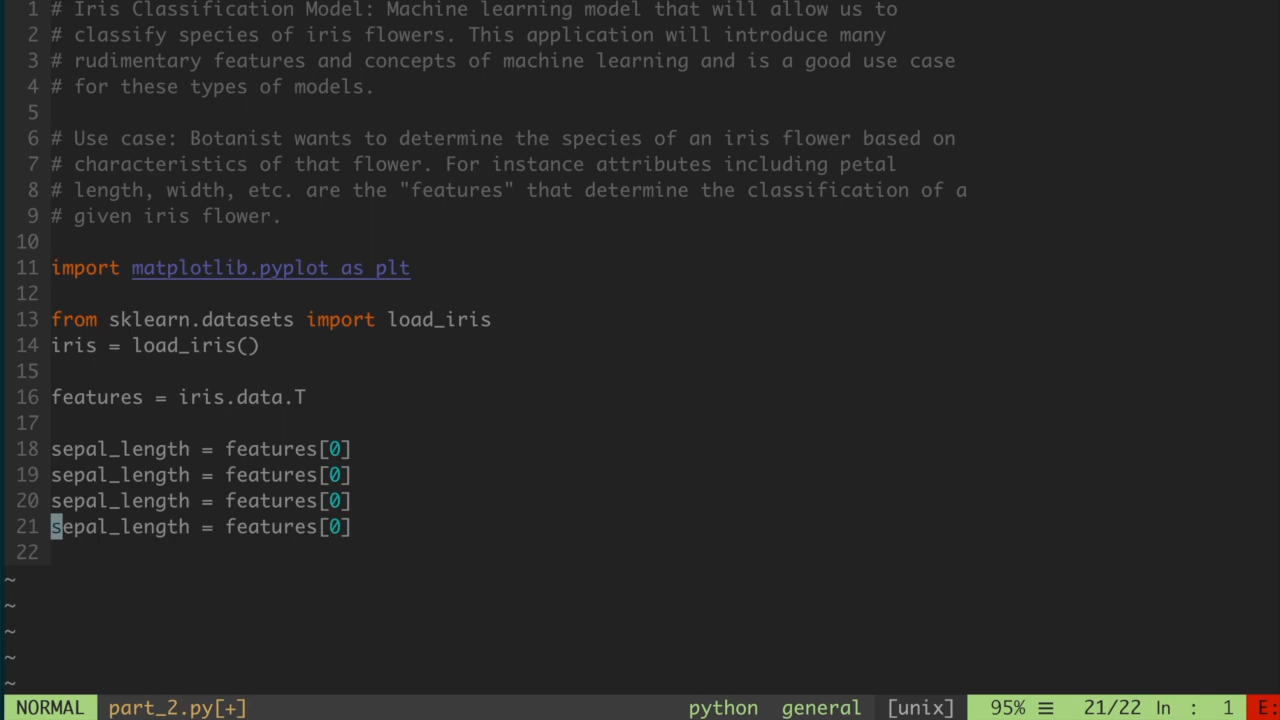 1 # Iris Classification Model: Machine learning model that will allow us to
2 # classify species of iris flowers. This application will introduce many
3 # rudimentary features and concepts of machine learning and is a good use case
4 # for these types of models.
5
6 # Use case: Botanist wants to determine the species of an iris flower based on
7 # characteristics of that flower. For instance attributes including petal
8 # length, width, etc. are the "features" that determine the classification of a
9 # given iris flower.
10
11 import matplotlib.pyplot as plt
12
13 from sklearn.datasets import load_iris
14 iris = load_iris()
15
16 features = iris.data.T
17
18 sepal_length = features[0]
19 sepal_length = features[0]
20 sepal_length = features[0]
21 sepal_length = features[0]
22
~
~
~
~
~
NORMAL part_2.py[+] python general [unix] 95% ☰ 21/22 ln : 1 E: